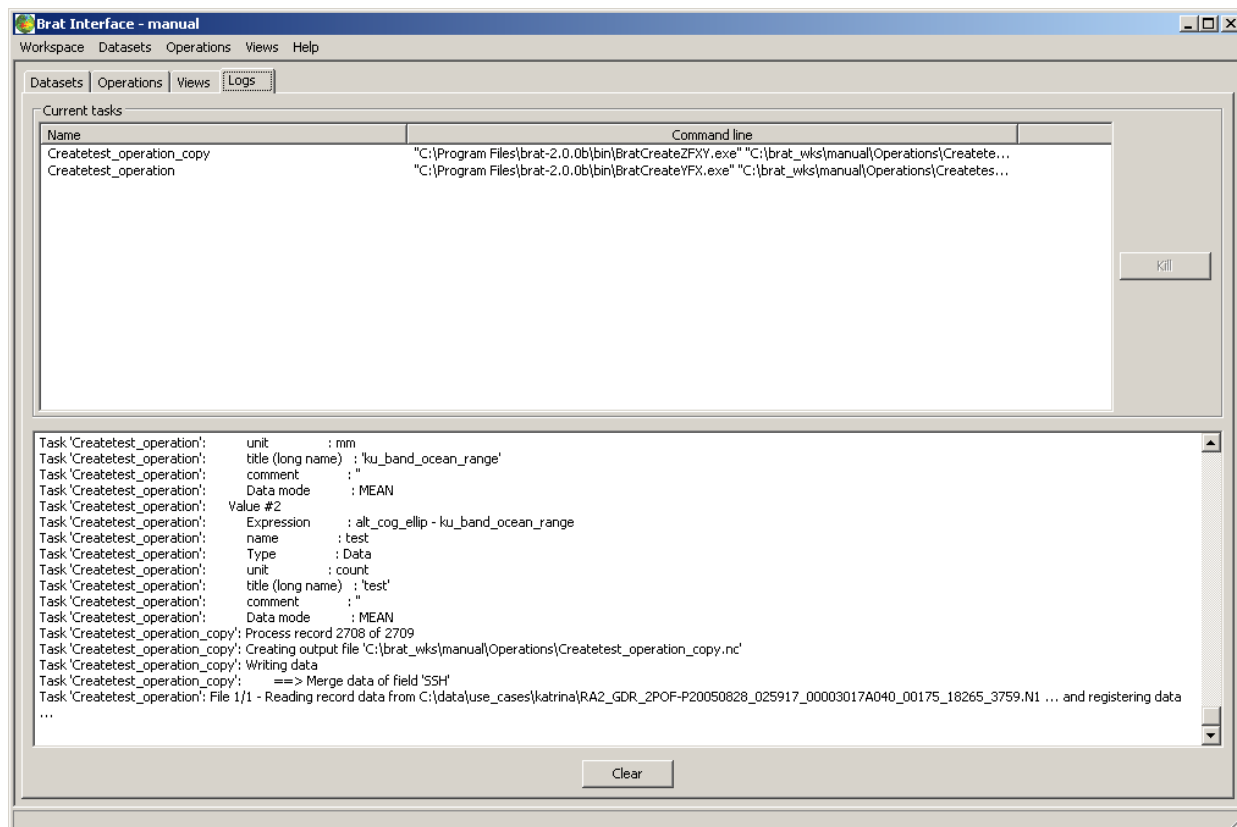 Brat Interface - manual
Workspace Datasets Operations Views Help
Datasets Operations Views Logs
Current tasks
Name Command line
Createtest_operation_copy "C:\Program Files\brat-2.0.0b\bin\BratCreateZFXY.exe" "C:\brat_wks\manual\Operations\Createte...
Createtest_operation "C:\Program Files\brat-2.0.0b\bin\BratCreateYFX.exe" "C:\brat_wks\manual\Operations\Createtes...
Kill
Task 'Createtest_operation': unit : mm
Task 'Createtest_operation': title (long name) : 'ku_band_ocean_range'
Task 'Createtest_operation': comment : ''
Task 'Createtest_operation': Data mode : MEAN
Task 'Createtest_operation': Value #2
Task 'Createtest_operation': Expression : alt_cog_ellip - ku_band_ocean_range
Task 'Createtest_operation': name : test
Task 'Createtest_operation': Type : Data
Task 'Createtest_operation': unit : count
Task 'Createtest_operation': title (long name) : 'test'
Task 'Createtest_operation': comment : ''
Task 'Createtest_operation': Data mode : MEAN
Task 'Createtest_operation_copy': Process record 2708 of 2709
Task 'Createtest_operation_copy': Creating output file 'C:\brat_wks\manual\Operations\Createtest_operation_copy.nc'
Task 'Createtest_operation_copy': Writing data
Task 'Createtest_operation_copy': ==> Merge data of field 'SSH'
Task 'Createtest_operation': File 1/1 - Reading record data from C:\data\use_cases\katrina\RA2_GDR_2POF-P20050828_025917_00003017A040_00175_18265_3759.N1 ... and registering data
...
Clear